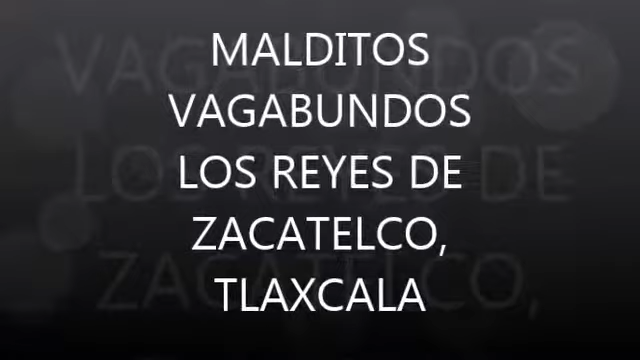 MALDITOS
VAGABUNDOS
LOS REYES DE
ZACATELCO,
TLAXCALA